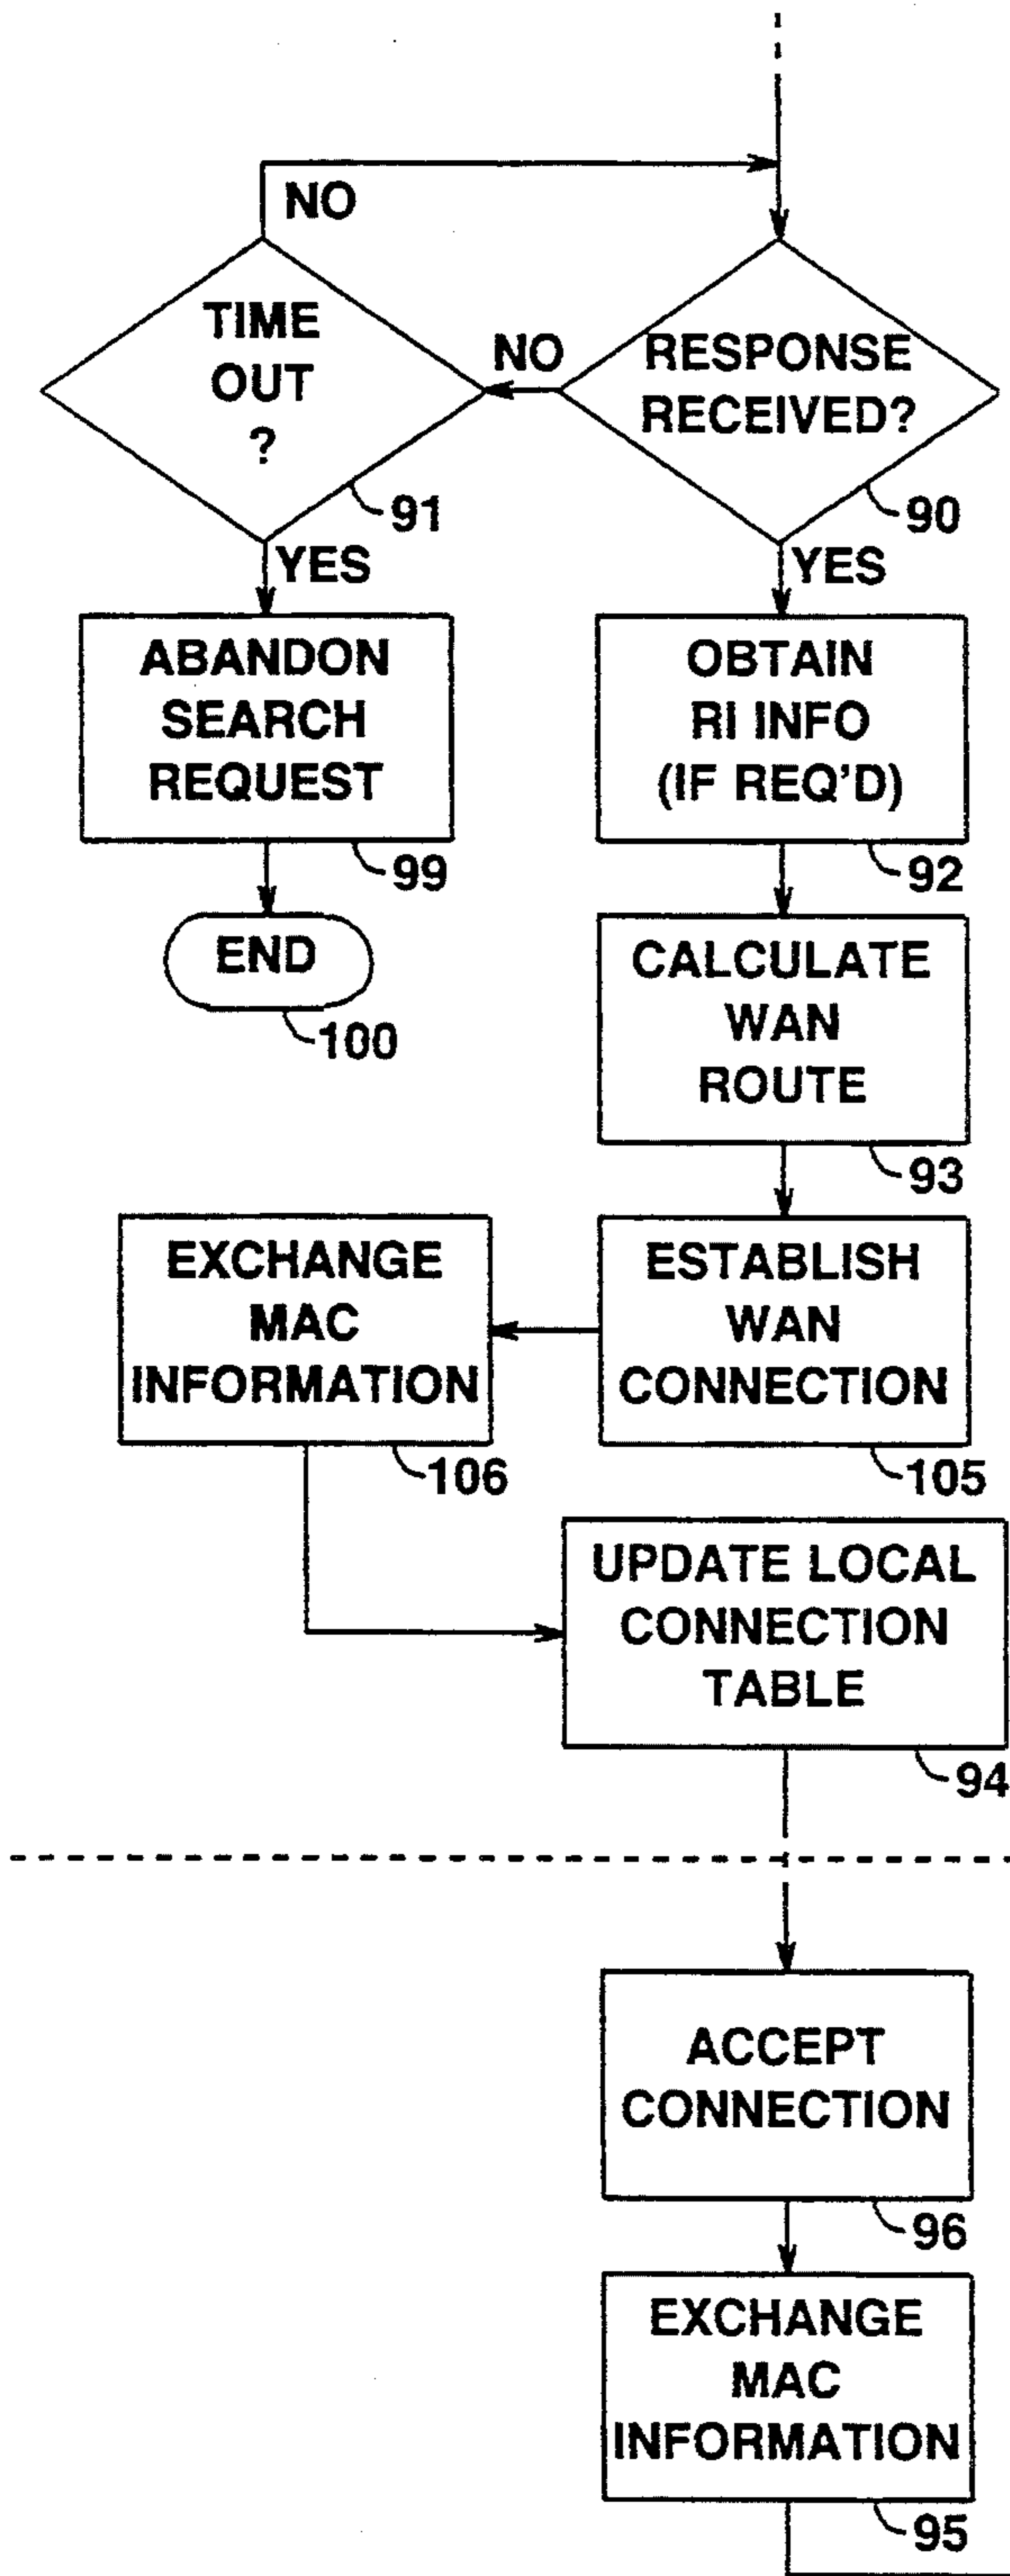 NO
TIME
OUT
?
91
NO
RESPONSE
RECEIVED?
90
YES
ABANDON
SEARCH
REQUEST
99
END
100
YES
OBTAIN
RI INFO
(IF REQ'D)
92
CALCULATE
WAN
ROUTE
93
ESTABLISH
WAN
CONNECTION
105
EXCHANGE
MAC
INFORMATION
106
UPDATE LOCAL
CONNECTION
TABLE
94
ACCEPT
CONNECTION
96
EXCHANGE
MAC
INFORMATION
95